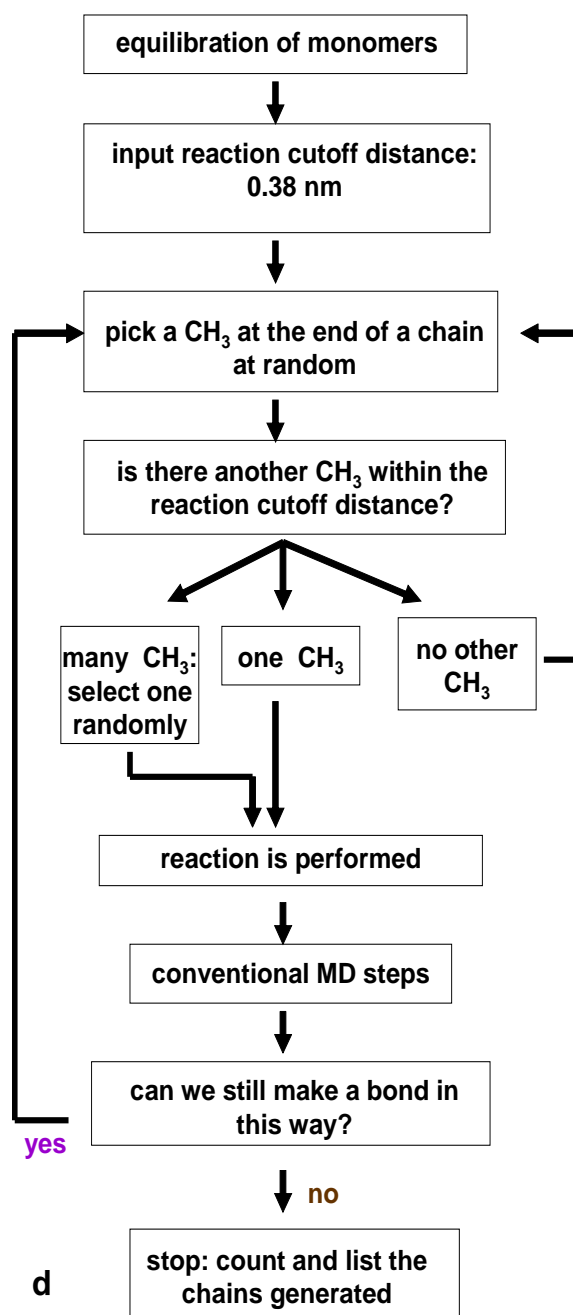 equilibration of monomers
input reaction cutoff distance:
0.38 nm
pick a CH₃ at the end of a chain
at random
is there another CH₃ within the
reaction cutoff distance?
many CH₃:
select one
randomly
one CH₃
no other
CH₃
reaction is performed
conventional MD steps
can we still make a bond in
this way?
yes
no
stop: count and list the
chains generated
d